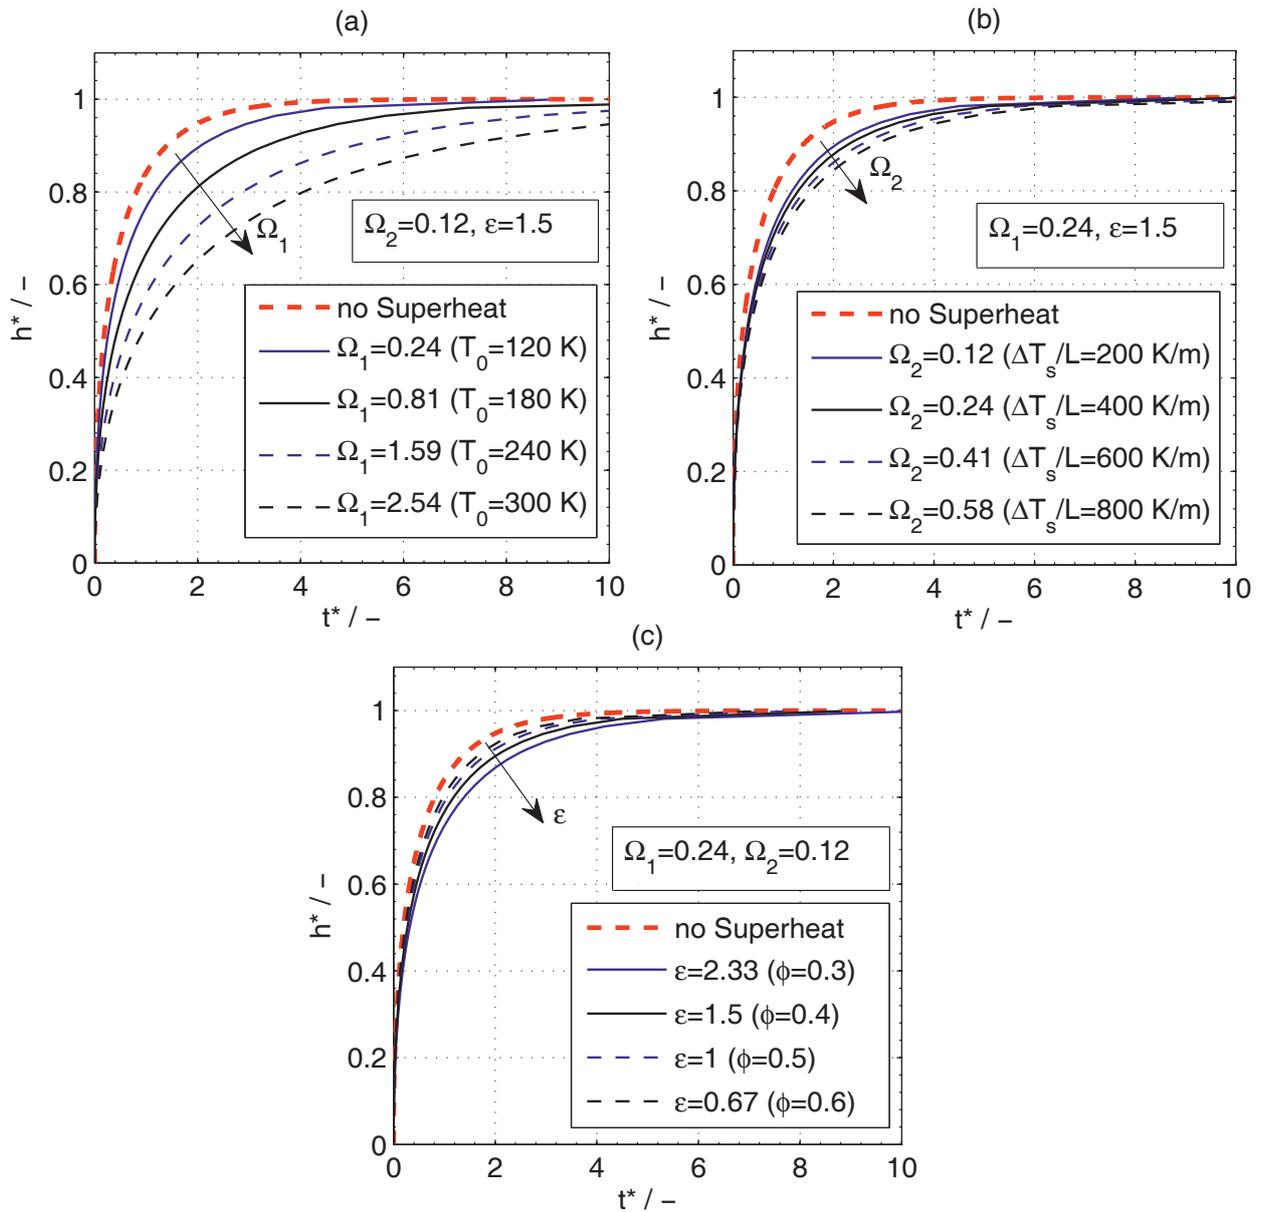 (a)
1
0.8
0.6
0.4
0.2
0
0 2 4 6 8 10
h* / −
t* / −
Ω1
Ω2=0.12, ε=1.5
no Superheat
Ω1=0.24 (T0=120 K)
Ω1=0.81 (T0=180 K)
Ω1=1.59 (T0=240 K)
Ω1=2.54 (T0=300 K)
(b)
1
0.8
0.6
0.4
0.2
0
0 2 4 6 8 10
h* / −
t* / −
Ω2
Ω1=0.24, ε=1.5
no Superheat
Ω2=0.12 (ΔTs/L=200 K/m)
Ω2=0.24 (ΔTs/L=400 K/m)
Ω2=0.41 (ΔTs/L=600 K/m)
Ω2=0.58 (ΔTs/L=800 K/m)
(c)
1
0.8
0.6
0.4
0.2
0
0 2 4 6 8 10
h* / −
t* / −
ε
Ω1=0.24, Ω2=0.12
no Superheat
ε=2.33 (ϕ=0.3)
ε=1.5 (ϕ=0.4)
ε=1 (ϕ=0.5)
ε=0.67 (ϕ=0.6)